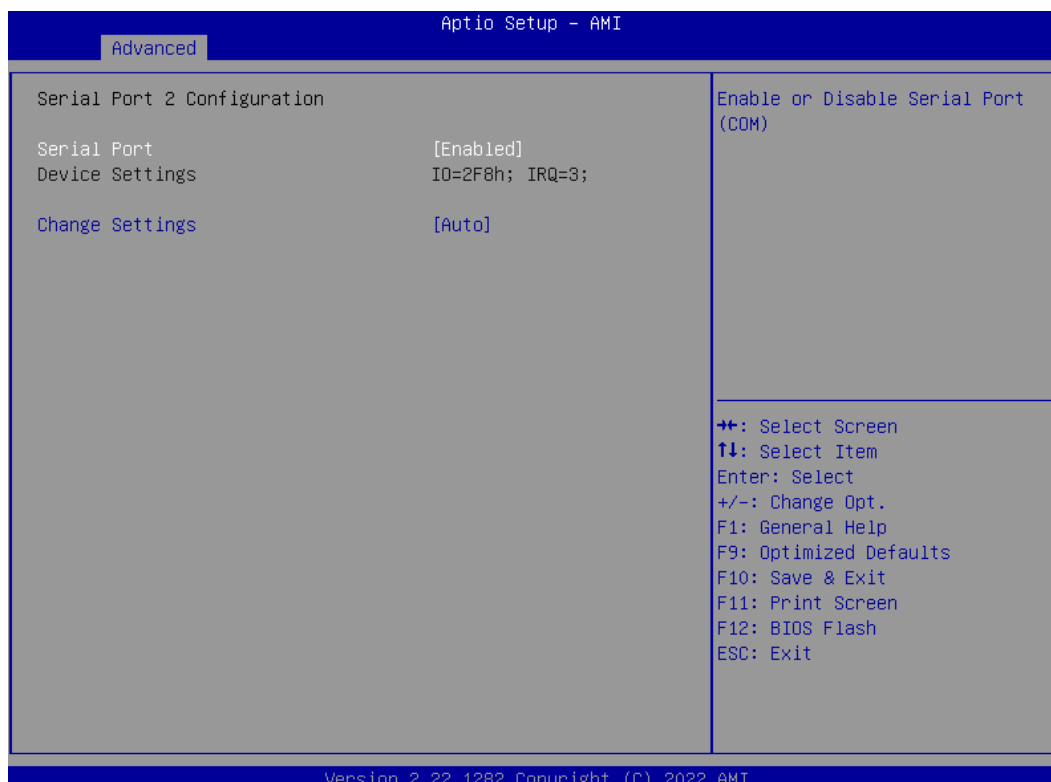 Aptio Setup – AMI
Advanced
Serial Port 2 Configuration
Serial Port [Enabled]
Device Settings IO=2F8h; IRQ=3;
Change Settings [Auto]
Enable or Disable Serial Port
(COM)
→←: Select Screen
↑↓: Select Item
Enter: Select
+/-: Change Opt.
F1: General Help
F9: Optimized Defaults
F10: Save & Exit
F11: Print Screen
F12: BIOS Flash
ESC: Exit
Version 2.22.1282 Copyright (C) 2022 AMI